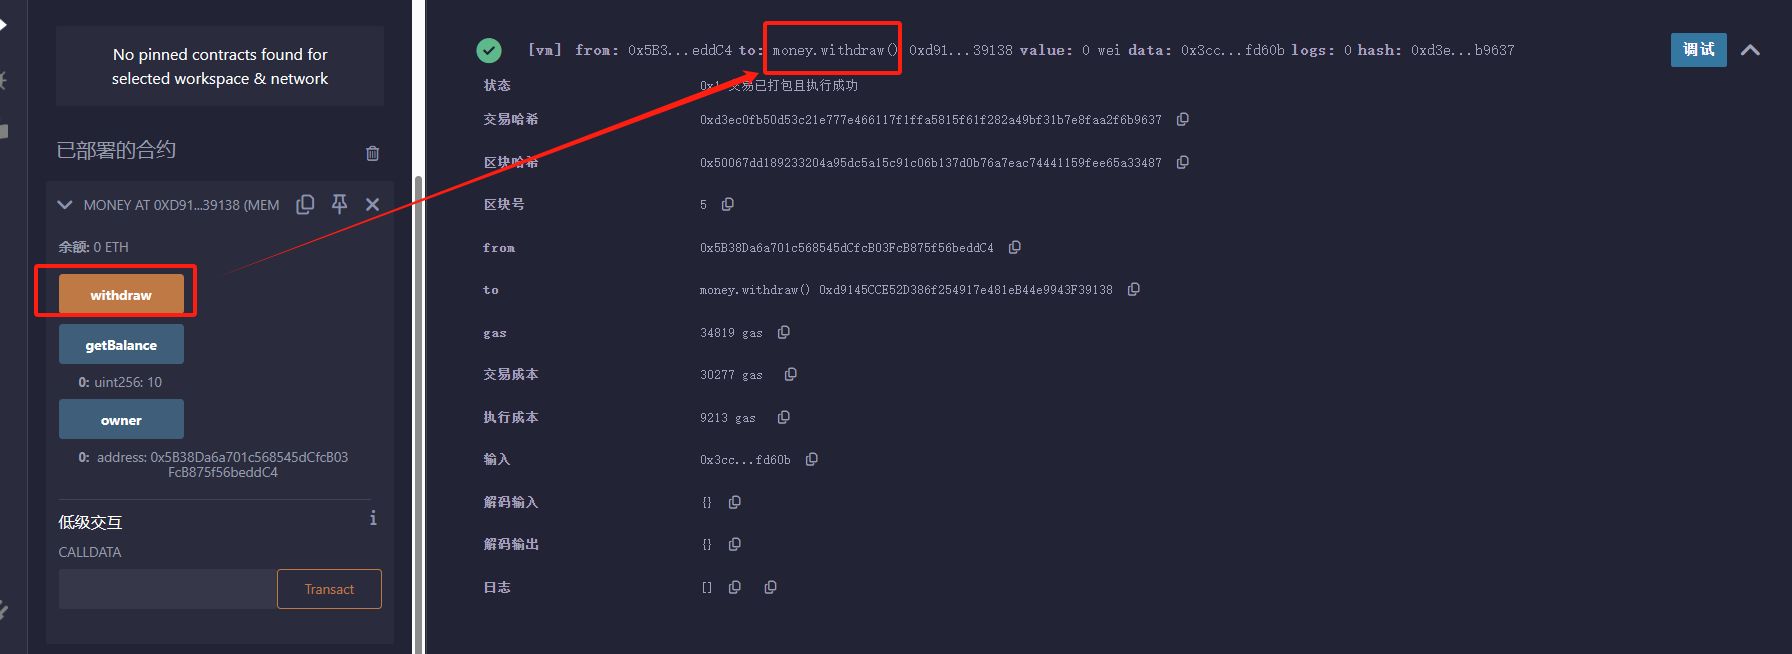 No pinned contracts found for
selected workspace & network
已部署的合约
MONEY AT 0XD91...39138 (MEM
余额: 0 ETH
withdraw
getBalance
0: uint256: 10
owner
0: address: 0x5B38Da6a701c568545dCfcB03
FcB875f56beddC4
低级交互
i
CALLDATA
Transact
[vm] from: 0x5B3...eddC4 to: money.withdraw() 0xd91...39138 value: 0 wei data: 0x3cc...fd60b logs: 0 hash: 0xd3e...b9637
调试
状态 0x1 交易已打包且执行成功
交易哈希 0xd3ec0fb50d53c21e777e466117f1ffa5815f61f282a49bf31b7e8faa2f6b9637
区块哈希 0x50067dd189233204a95dc5a15c91c06b137d0b76a7eac74441159fee65a33487
区块号 5
from 0x5B38Da6a701c568545dCfcB03FcB875f56beddC4
to money.withdraw() 0xd9145CCE52D386f254917e481eB44e9943F39138
gas 34819 gas
交易成本 30277 gas
执行成本 9213 gas
输入 0x3cc...fd60b
解码输入 {}
解码输出 {}
日志 []